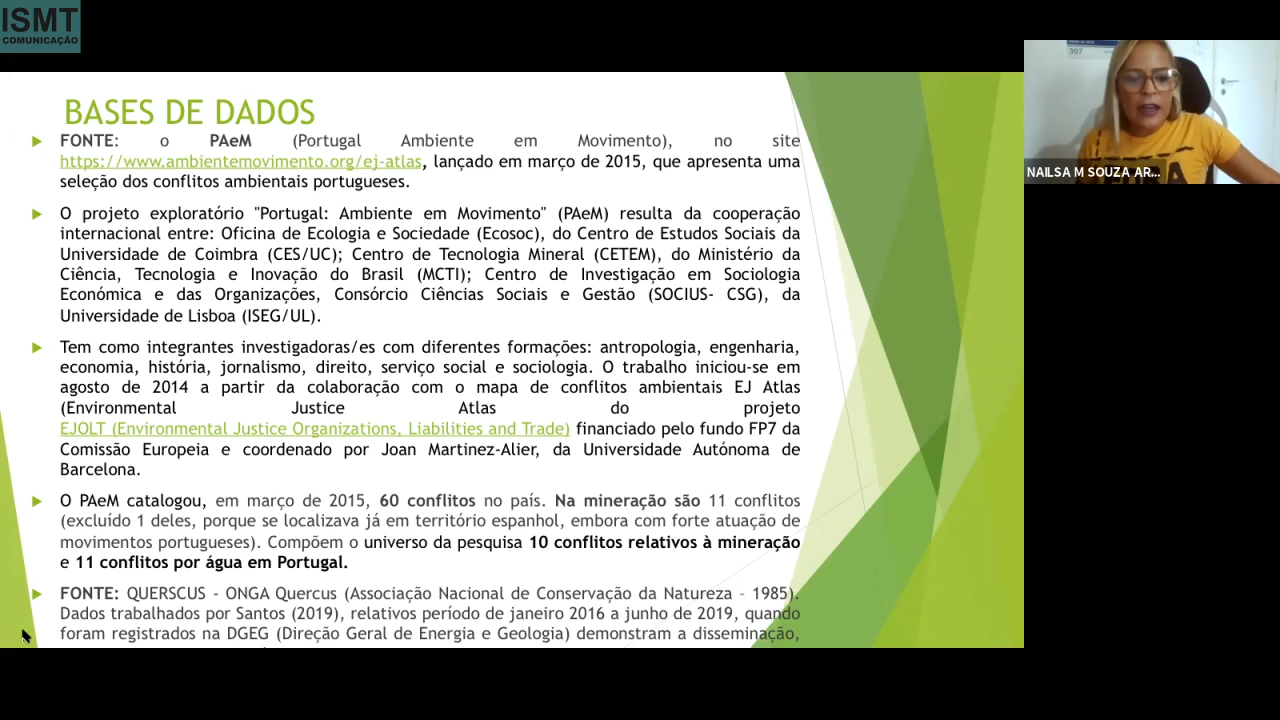 ISMT
COMUNICAÇÃO
BASES DE DADOS
FONTE: o PAeM (Portugal Ambiente em Movimento), no site
https://www.ambientemovimento.org/ej-atlas, lançado em março de 2015, que apresenta uma
seleção dos conflitos ambientais portugueses.
O projeto exploratório "Portugal: Ambiente em Movimento" (PAeM) resulta da cooperação
internacional entre: Oficina de Ecologia e Sociedade (Ecosoc), do Centro de Estudos Sociais da
Universidade de Coimbra (CES/UC); Centro de Tecnologia Mineral (CETEM), do Ministério da
Ciência, Tecnologia e Inovação do Brasil (MCTI); Centro de Investigação em Sociologia
Económica e das Organizações, Consórcio Ciências Sociais e Gestão (SOCIUS- CSG), da
Universidade de Lisboa (ISEG/UL).
Tem como integrantes investigadoras/es com diferentes formações: antropologia, engenharia,
economia, história, jornalismo, direito, serviço social e sociologia. O trabalho iniciou-se em
agosto de 2014 a partir da colaboração com o mapa de conflitos ambientais EJ Atlas
(Environmental Justice Atlas do projeto
EJOLT (Environmental Justice Organizations, Liabilities and Trade) financiado pelo fundo FP7 da
Comissão Europeia e coordenado por Joan Martinez-Alier, da Universidade Autónoma de
Barcelona.
O PAeM catalogou, em março de 2015, 60 conflitos no país. Na mineração são 11 conflitos
(excluído 1 deles, porque se localizava já em território espanhol, embora com forte atuação de
movimentos portugueses). Compõem o universo da pesquisa 10 conflitos relativos à mineração
e 11 conflitos por água em Portugal.
FONTE: QUERSCUS - ONGA Quercus (Associação Nacional de Conservação da Natureza – 1985).
Dados trabalhados por Santos (2019), relativos período de janeiro 2016 a junho de 2019, quando
foram registrados na DGEG (Direção Geral de Energia e Geologia) demonstram a disseminação,
307
NAILSA M SOUZA AR...